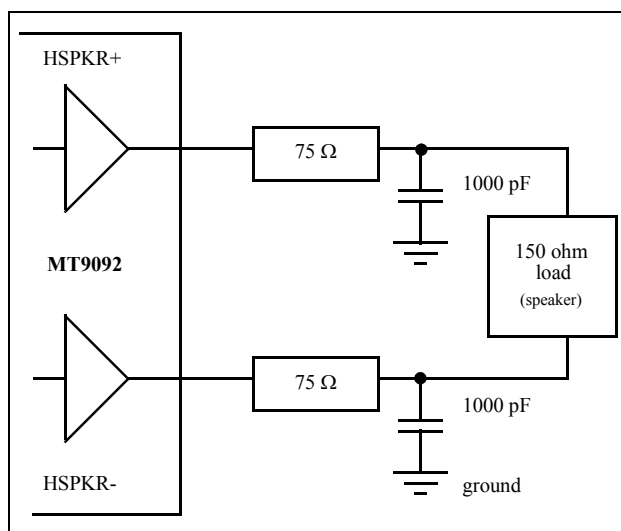 HSPKR+
75 Ω
1000 pF
MT9092
150 ohm
load
(speaker)
75 Ω
1000 pF
HSPKR-
ground